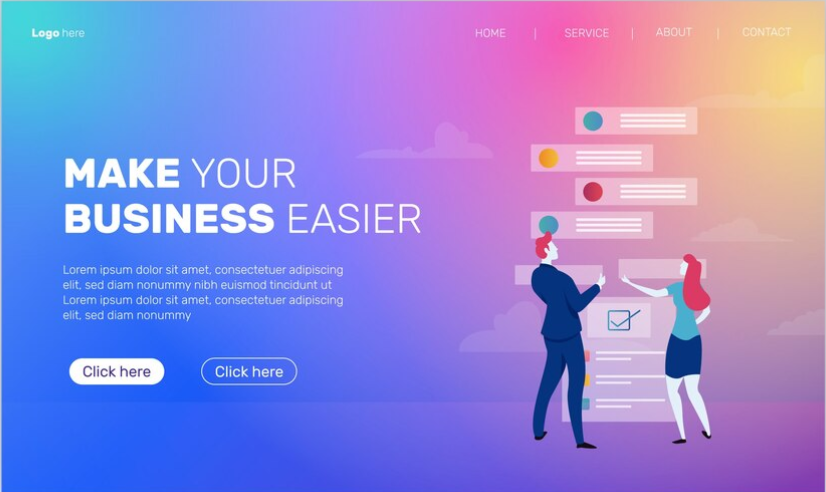 Logo here
HOME | SERVICE | ABOUT | CONTACT
MAKE YOUR
BUSINESS EASIER
Lorem ipsum dolor sit amet, consectetuer adipiscing
elit, sed diam nonummy nibh euismod tincidunt ut
Lorem ipsum dolor sit amet, consectetuer adipiscing
elit, sed diam nonummy
Click here
Click here